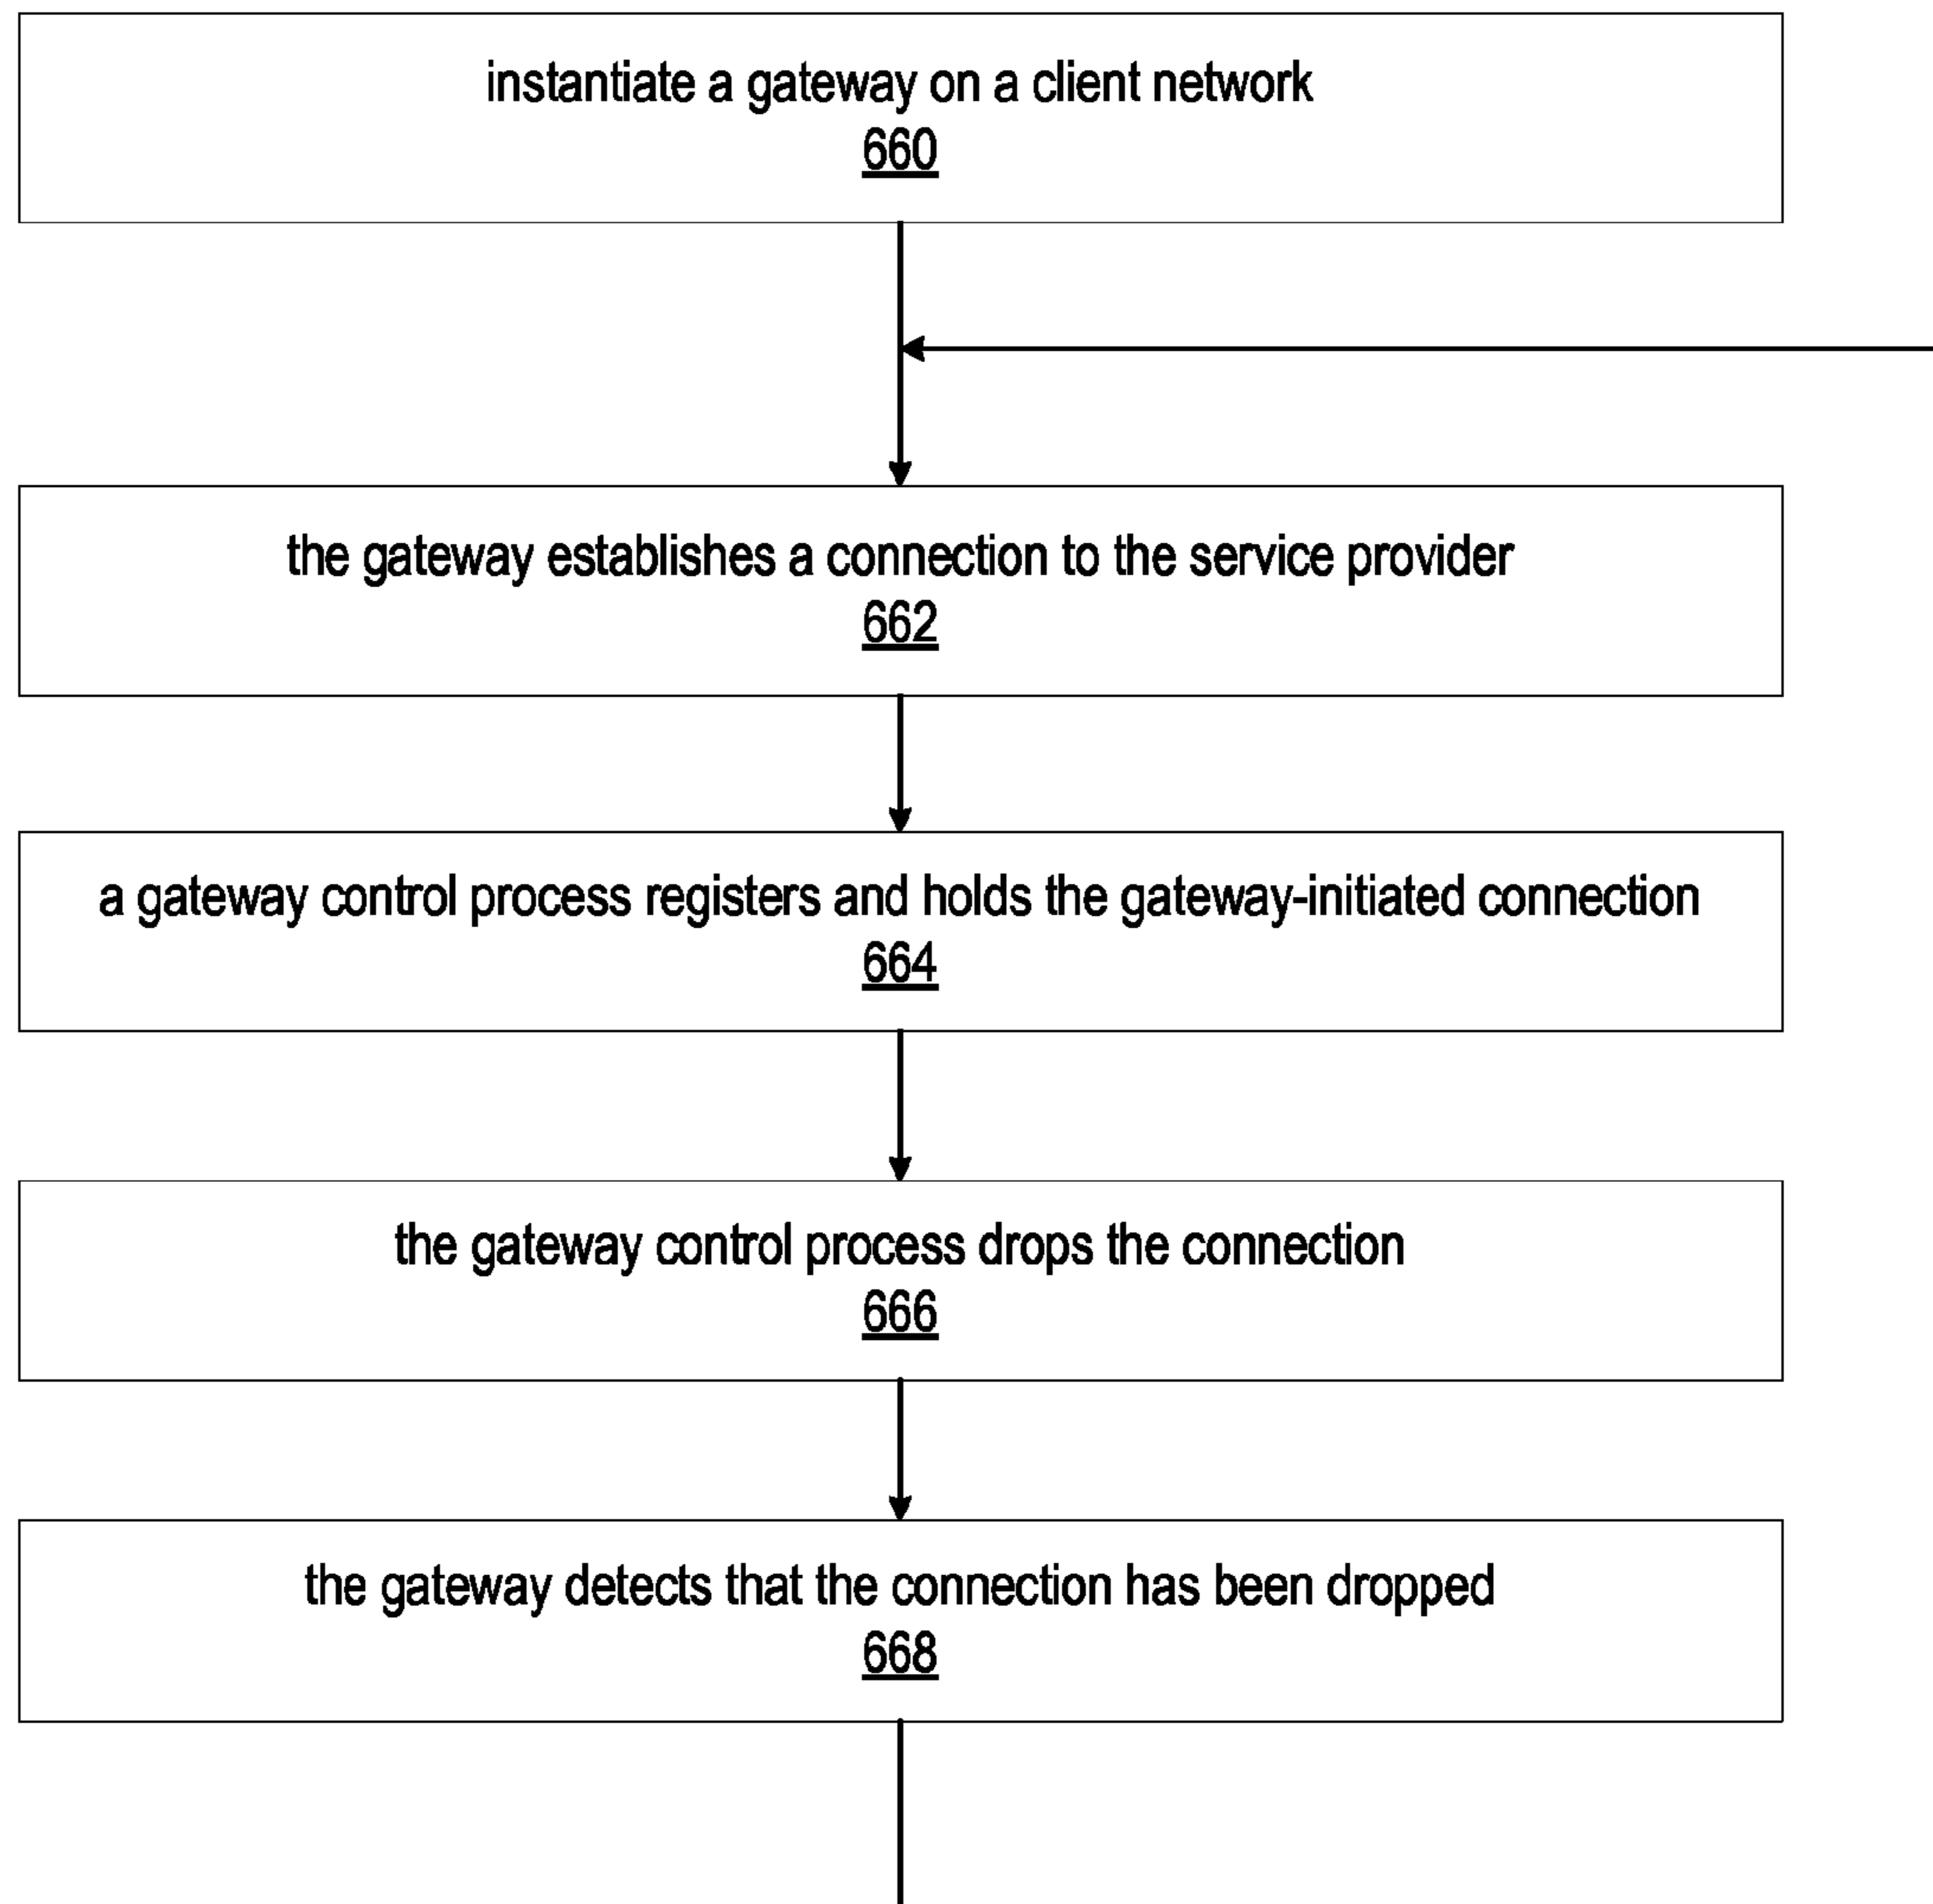 instantiate a gateway on a client network
660
the gateway establishes a connection to the service provider
662
a gateway control process registers and holds the gateway-initiated connection
664
the gateway control process drops the connection
666
the gateway detects that the connection has been dropped
668